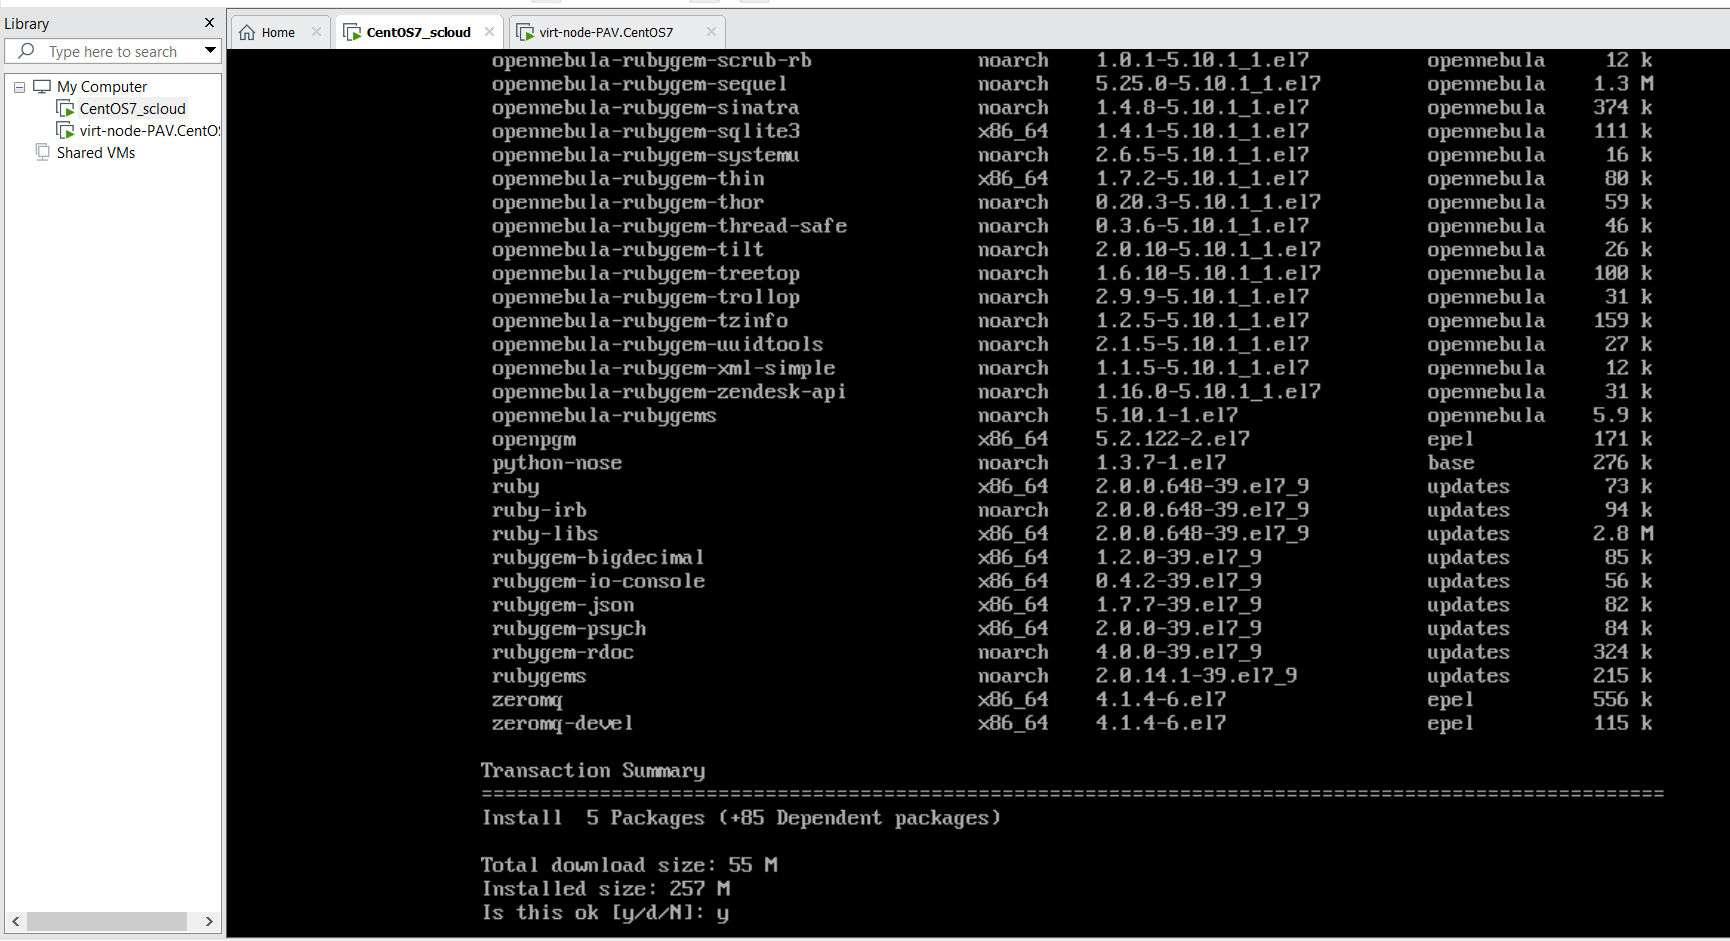 Library
Type here to search
My Computer
CentOS7_scloud
virt-node-PAV.CentO
Shared VMs
Home CentOS7_scloud virt-node-PAV.CentOS7
opennebula-rubygem-scrub-rb noarch 1.0.1-5.10.1_1.el7 opennebula 12 k
opennebula-rubygem-sequel noarch 5.25.0-5.10.1_1.el7 opennebula 1.3 M
opennebula-rubygem-sinatra noarch 1.4.8-5.10.1_1.el7 opennebula 374 k
opennebula-rubygem-sqlite3 x86_64 1.4.1-5.10.1_1.el7 opennebula 111 k
opennebula-rubygem-systemu noarch 2.6.5-5.10.1_1.el7 opennebula 16 k
opennebula-rubygem-thin x86_64 1.7.2-5.10.1_1.el7 opennebula 80 k
opennebula-rubygem-thor noarch 0.20.3-5.10.1_1.el7 opennebula 59 k
opennebula-rubygem-thread-safe noarch 0.3.6-5.10.1_1.el7 opennebula 46 k
opennebula-rubygem-tilt noarch 2.0.10-5.10.1_1.el7 opennebula 26 k
opennebula-rubygem-treetop noarch 1.6.10-5.10.1_1.el7 opennebula 100 k
opennebula-rubygem-trollop noarch 2.9.9-5.10.1_1.el7 opennebula 31 k
opennebula-rubygem-tzinfo noarch 1.2.5-5.10.1_1.el7 opennebula 159 k
opennebula-rubygem-uuidtools noarch 2.1.5-5.10.1_1.el7 opennebula 27 k
opennebula-rubygem-xml-simple noarch 1.1.5-5.10.1_1.el7 opennebula 12 k
opennebula-rubygem-zendesk-api noarch 1.16.0-5.10.1_1.el7 opennebula 31 k
opennebula-rubygems noarch 5.10.1-1.el7 opennebula 5.9 k
openpgm x86_64 5.2.122-2.el7 epel 171 k
python-nose noarch 1.3.7-1.el7 base 276 k
ruby x86_64 2.0.0.648-39.el7_9 updates 73 k
ruby-irb noarch 2.0.0.648-39.el7_9 updates 94 k
ruby-libs x86_64 2.0.0.648-39.el7_9 updates 2.8 M
rubygem-bigdecimal x86_64 1.2.0-39.el7_9 updates 85 k
rubygem-io-console x86_64 0.4.2-39.el7_9 updates 56 k
rubygem-json x86_64 1.7.7-39.el7_9 updates 82 k
rubygem-psych x86_64 2.0.0-39.el7_9 updates 84 k
rubygem-rdoc noarch 4.0.0-39.el7_9 updates 324 k
rubygems noarch 2.0.14.1-39.el7_9 updates 215 k
zeromq x86_64 4.1.4-6.el7 epel 556 k
zeromq-devel x86_64 4.1.4-6.el7 epel 115 k
Transaction Summary
====================================================================================================
Install 5 Packages (+85 Dependent packages)
Total download size: 55 M
Installed size: 257 M
Is this ok [y/d/N]: y